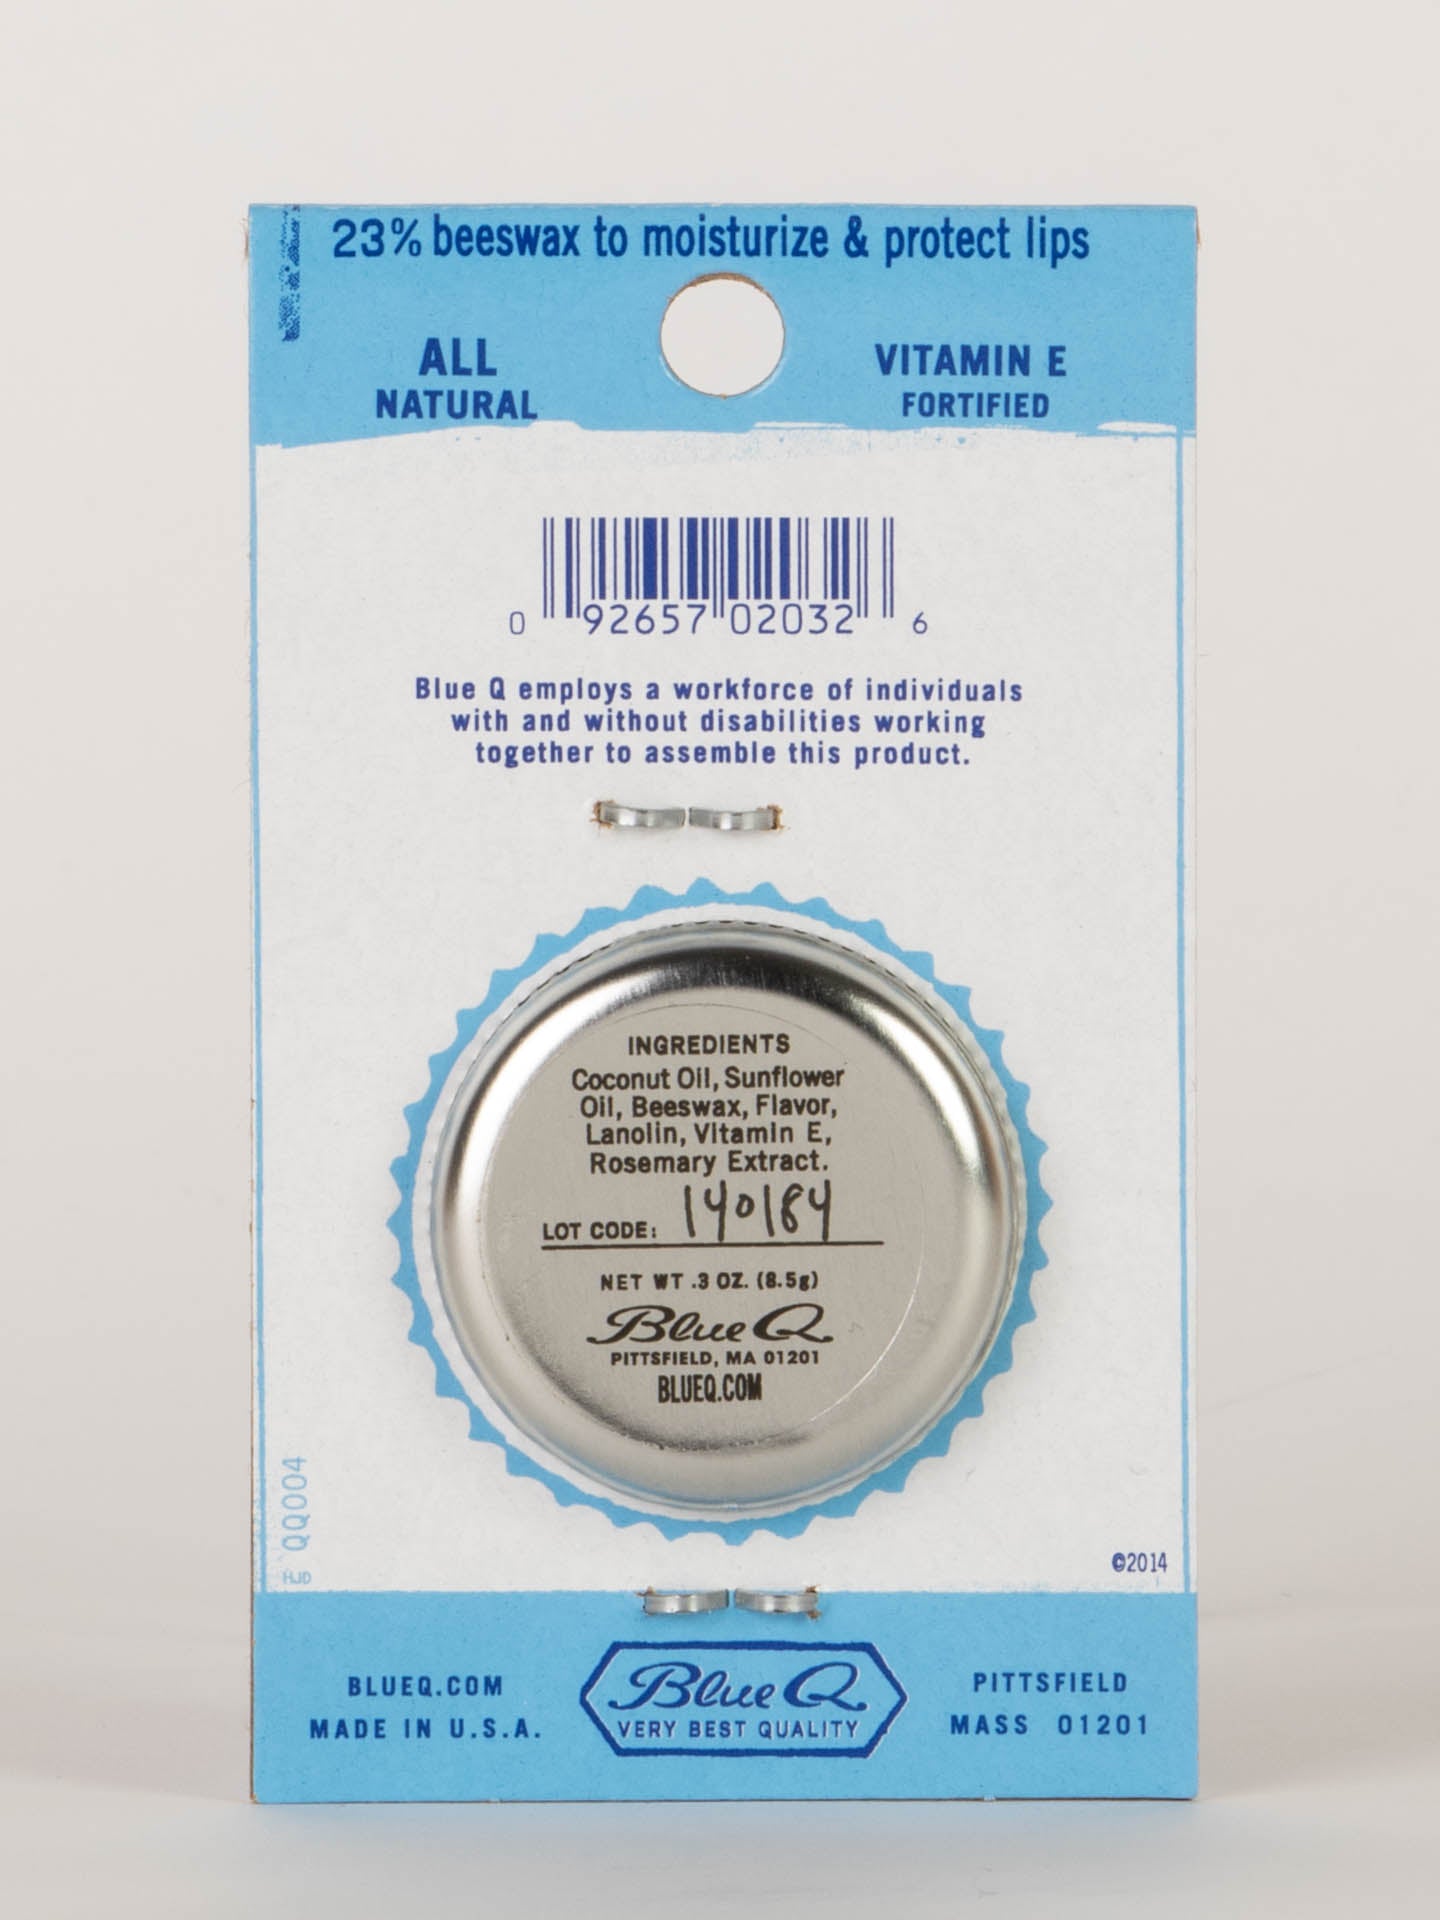 23% beeswax to moisturize & protect lips
ALL
NATURAL
VITAMIN E
FORTIFIED
0 92657 02032 6
Blue Q employs a workforce of individuals
with and without disabilities working
together to assemble this product.
INGREDIENTS
Coconut Oil, Sunflower
Oil, Beeswax, Flavor,
Lanolin, Vitamin E,
Rosemary Extract.
LOT CODE: 140184
NET WT .3 OZ. (8.5g)
Blue Q
PITTSFIELD, MA 01201
BLUEQ.COM
QQ004
HJD
©2014
BLUEQ.COM
MADE IN U.S.A.
Blue Q
VERY BEST QUALITY
PITTSFIELD
MASS 01201